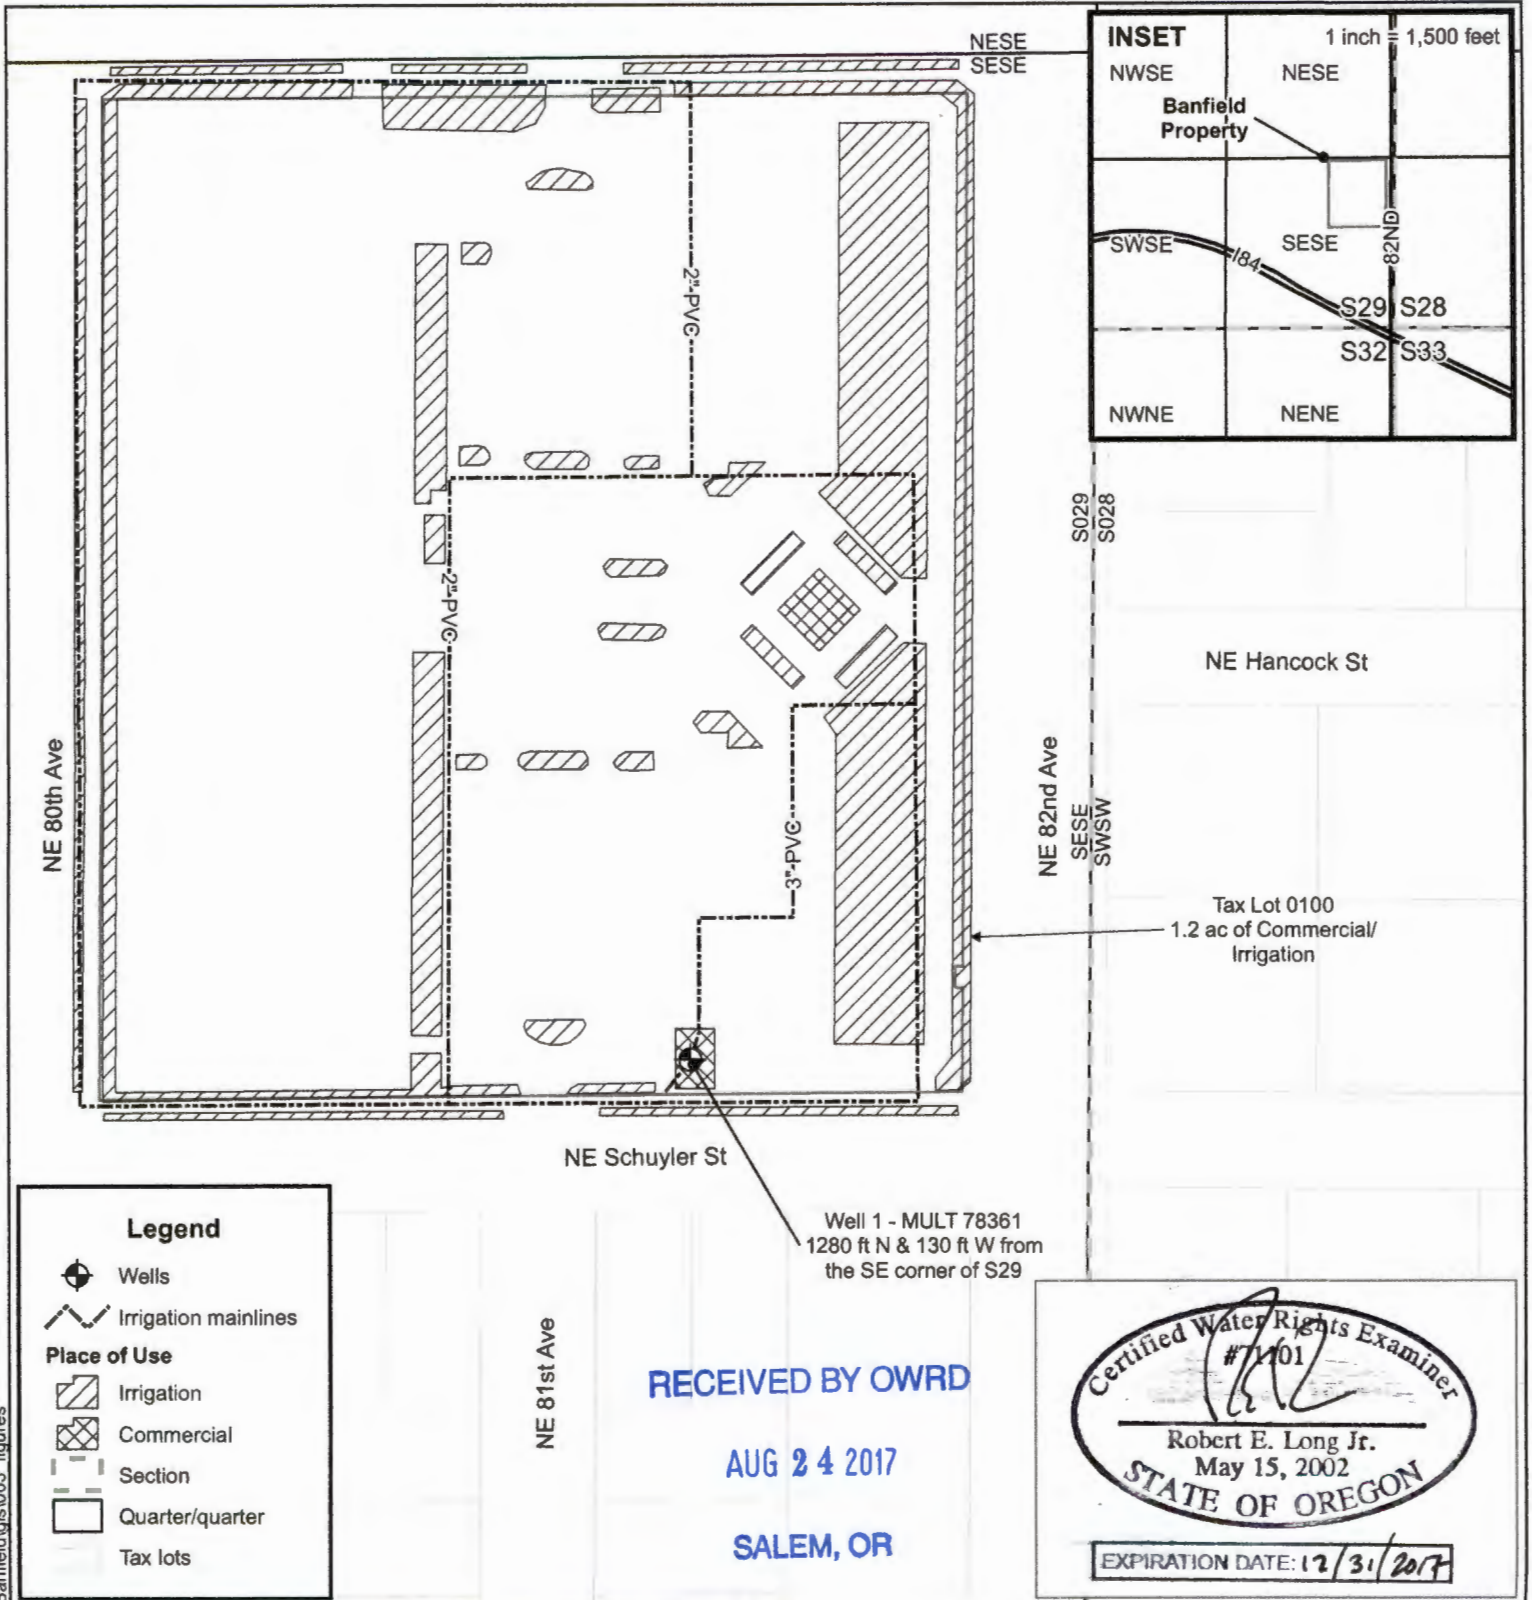 NESE
SESE
INSET
1 inch = 1,500 feet
NWSE
NESE
Banfield
Property
SWSE
SESE
I84
82ND
S29
S28
S32
S33
NWNE
NENE
2"-PVC
2"-PVC
3"-PVC
S029
S028
NE Hancock St
NE 80th Ave
NE 82nd Ave
SESE
SWSW
Tax Lot 0100
1.2 ac of Commercial/
Irrigation
NE Schuyler St
Well 1 - MULT 78361
1280 ft N & 130 ft W from
the SE corner of S29
Legend
Wells
Irrigation mainlines
Place of Use
Irrigation
Commercial
Section
Quarter/quarter
Tax lots
NE 81st Ave
RECEIVED BY OWRD
AUG 24 2017
SALEM, OR
Certified Water Rights Examiner
#71101
Robert E. Long Jr.
May 15, 2002
STATE OF OREGON
EXPIRATION DATE: 12/31/2017